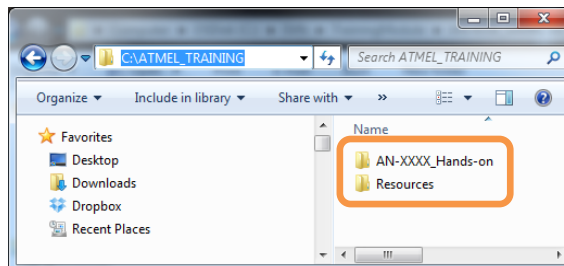 C:\ATMEL_TRAINING
Search ATMEL_TRAINING
Organize Include in library Share with »
Favorites
Desktop
Downloads
Dropbox
Recent Places
Name
AN-XXXX_Hands-on
Resources